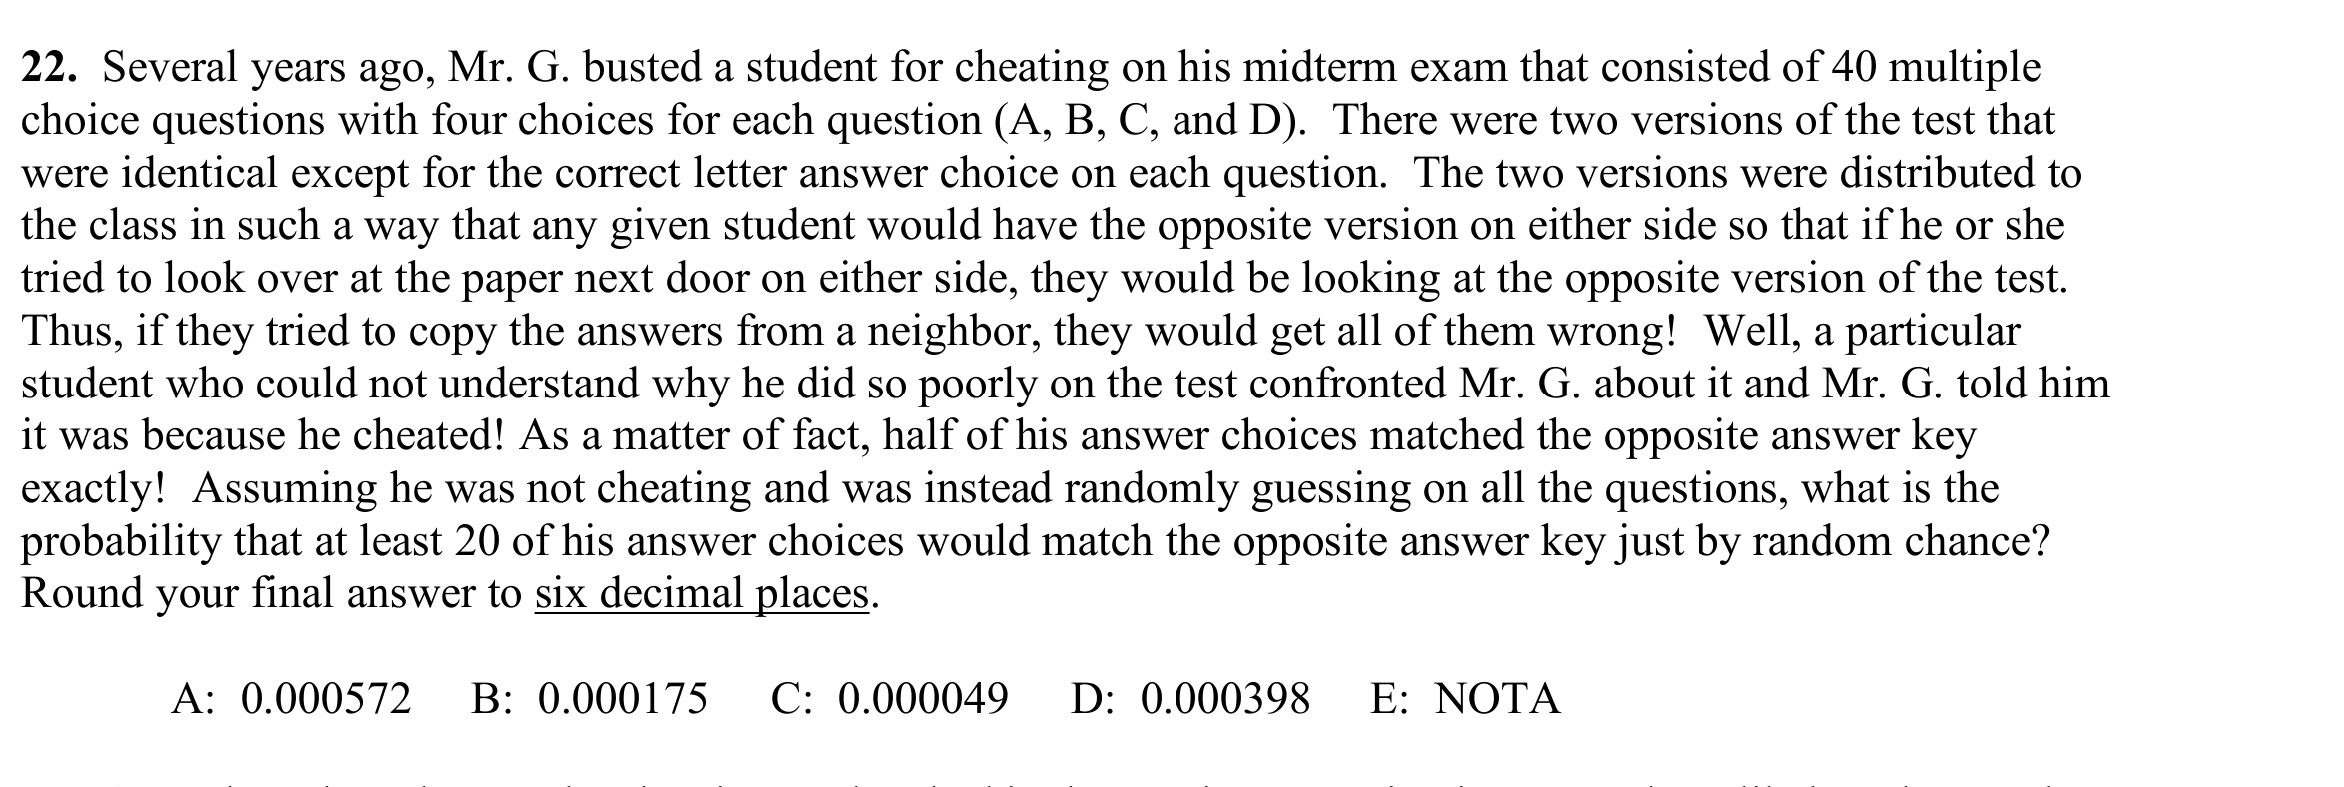 22. Several years ago, Mr. G. busted a student for cheating on his midterm exam that consisted of 40 multiple
choice questions with four choices for each question (A, B, C, and D). There were two versions of the test that
were identical except for the correct letter answer choice on each question. The two versions were distributed to
the class in such a way that any given student would have the opposite version on either side so that if he or she
tried to look over at the paper next door on either side, they would be looking at the opposite version of the test.
Thus, if they tried to copy the answers from a neighbor, they would get all of them wrong! Well, a particular
student who could not understand why he did so poorly on the test confronted Mr. G. about it and Mr. G. told him
it was because he cheated! As a matter of fact, half of his answer choices matched the opposite answer key
exactly! Assuming he was not cheating and was instead randomly guessing on all the questions, what is the
probability that at least 20 of his answer choices would match the opposite answer key just by random chance?
Round your final answer to six decimal places.
A: 0.000572 B: 0.000175 C: 0.000049 D: 0.000398 E: NOTA